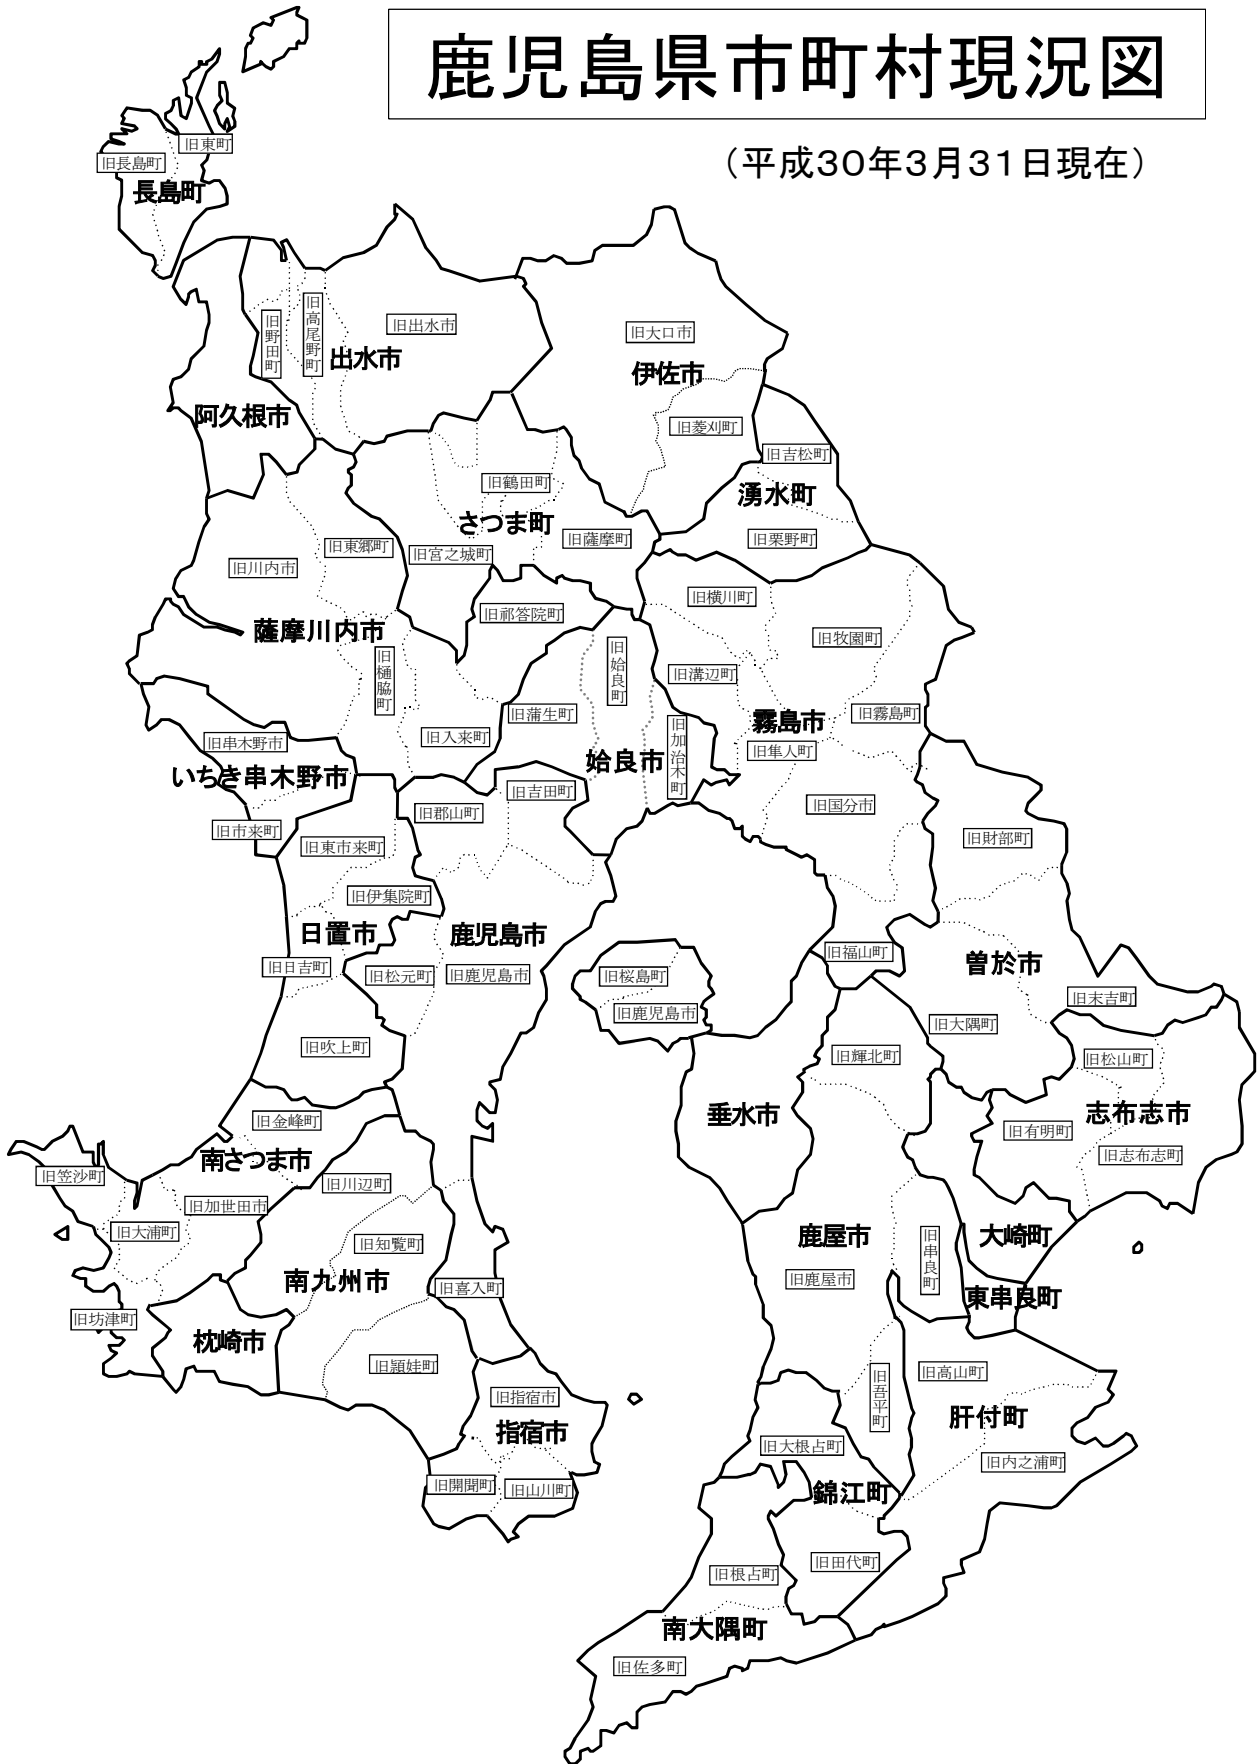 鹿児島県市町村現況図
（平成30年3月31日現在）
旧東町
旧長島町
長島町
旧野田町
旧高尾野町
旧出水市
出水市
阿久根市
旧大口市
伊佐市
旧菱刈町
旧吉松町
湧水町
旧栗野町
旧鶴田町
さつま町
旧薩摩町
旧宮之城町
旧東郷町
旧川内市
薩摩川内市
旧祁答院町
旧樋脇町
旧入来町
旧横川町
旧牧園町
旧溝辺町
旧霧島町
霧島市
旧隼人町
旧国分市
旧福山町
旧姶良町
旧蒲生町
姶良市
旧加治木町
旧串木野市
いちき串木野市
旧市来町
旧吉田町
旧郡山町
鹿児島市
旧松元町
旧鹿児島市
旧桜島町
旧鹿児島市
旧東市来町
旧伊集院町
日置市
旧日吉町
旧吹上町
旧財部町
曽於市
旧末吉町
旧大隅町
旧松山町
志布志市
旧有明町
旧志布志町
旧輝北町
垂水市
鹿屋市
旧鹿屋市
旧串良町
旧吾平町
大崎町
東串良町
旧金峰町
南さつま市
旧笠沙町
旧加世田市
旧大浦町
旧坊津町
旧川辺町
旧知覧町
南九州市
旧頴娃町
旧喜入町
枕崎市
旧指宿市
指宿市
旧開聞町
旧山川町
旧高山町
肝付町
旧内之浦町
旧大根占町
錦江町
旧田代町
旧根占町
南大隅町
旧佐多町